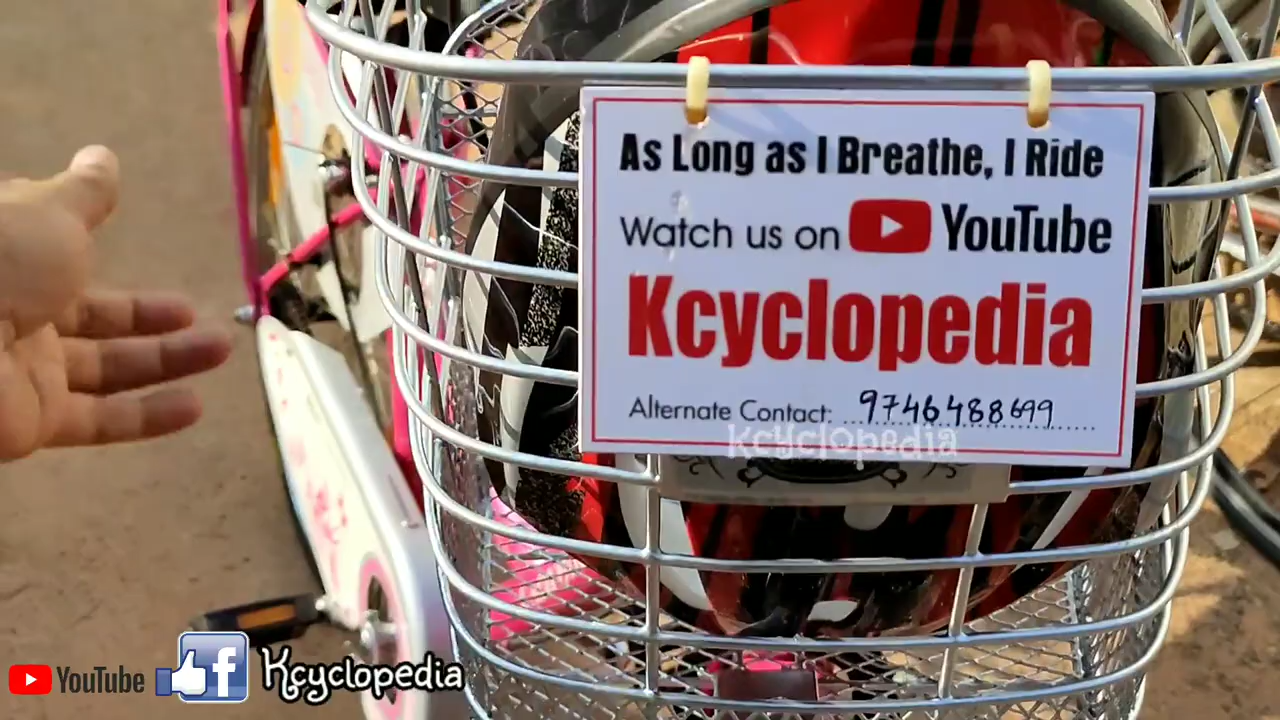 As Long as I Breathe, I Ride
Watch us on YouTube
Kcyclopedia
Alternate Contact: 9746488699
Kcyclopedia
YouTube f Kcyclopedia